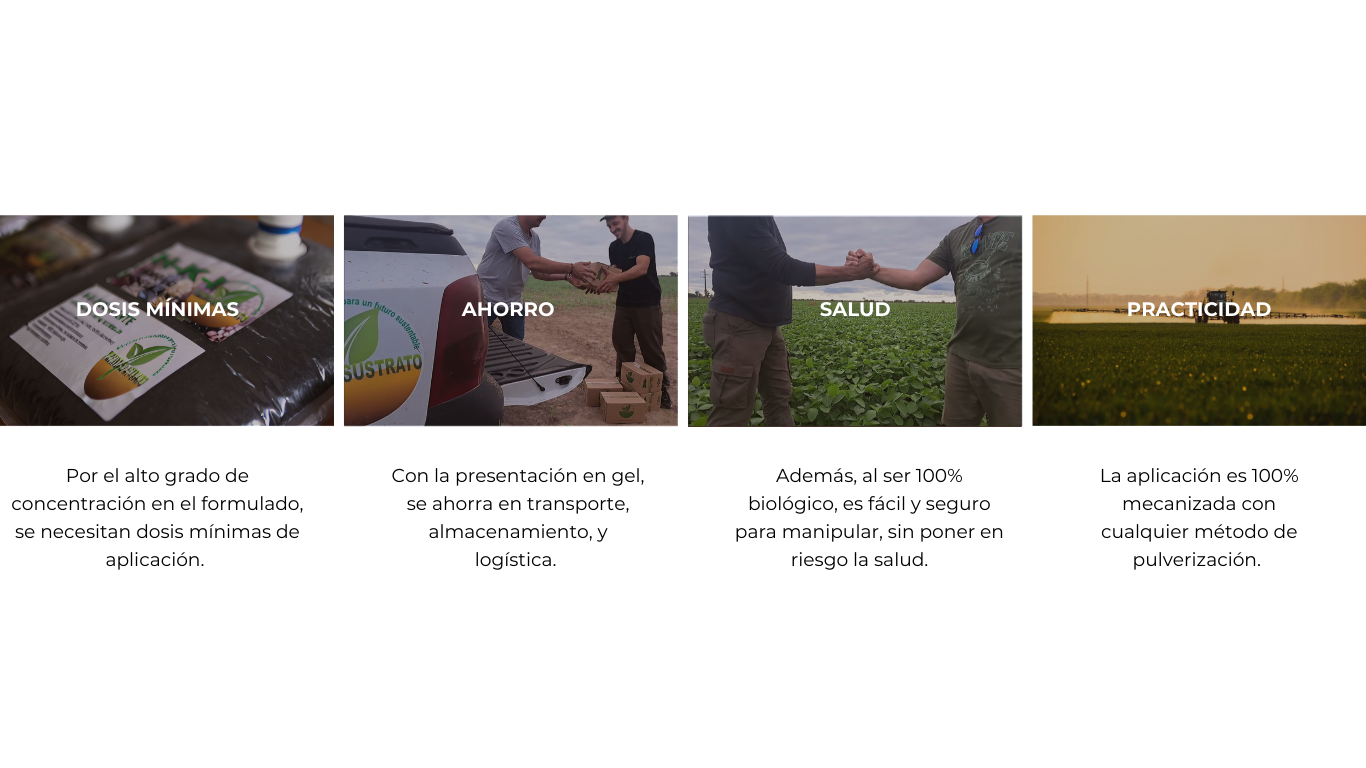 DOSIS MÍNIMAS
Por el alto grado de
concentración en el formulado,
se necesitan dosis mínimas de
aplicación.
para un futuro sustentable
SUSTRATO
AHORRO
Con la presentación en gel,
se ahorra en transporte,
almacenamiento, y
logística.
SALUD
Además, al ser 100%
biológico, es fácil y seguro
para manipular, sin poner en
riesgo la salud.
PRACTICIDAD
La aplicación es 100%
mecanizada con
cualquier método de
pulverización.